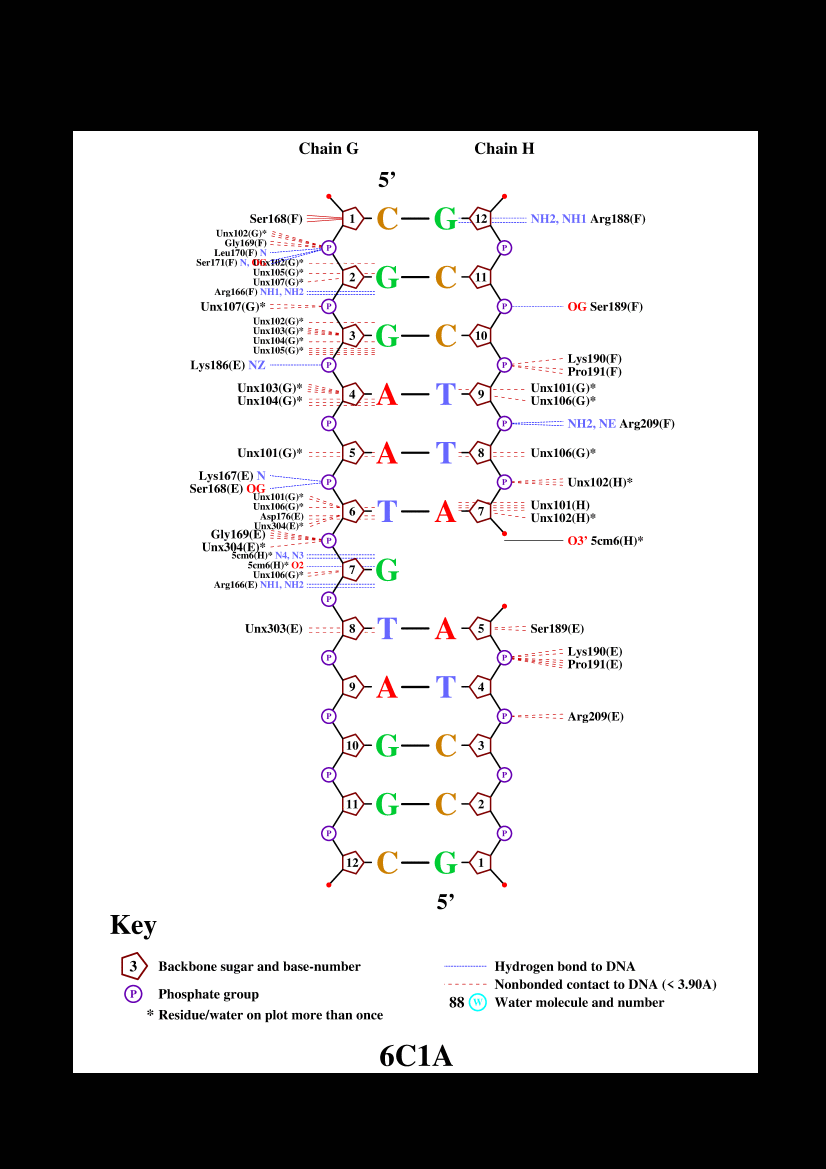 Chain G Chain H
5’
Ser168(F) 1 C G 12 NH2, NH1 Arg188(F)
Unx102(G)*
Gly169(F)
P P
Leu170(F) N
Ser171(F) N, Unx102(G)*
Unx105(G)*
2 G C 11
Unx107(G)*
Arg166(F) NH1, NH2
Unx107(G)* P P OG Ser189(F)
Unx102(G)*
Unx103(G)*
3 G C 10
Unx104(G)*
Unx105(G)*
Lys190(F)
Lys186(E) NZ P P
Pro191(F)
Unx103(G)* Unx101(G)*
4 A T 9
Unx104(G)* Unx106(G)*
P P NH2, NE Arg209(F)
Unx101(G)* 5 A T 8 Unx106(G)*
Lys167(E) N
P P Unx102(H)*
Ser168(E) OG
Unx101(G)*
Unx106(G)* Unx101(H)
6 T A 7
Asp176(E) Unx102(H)*
Unx304(E)*
Gly169(E)
P O3’ 5cm6(H)*
Unx304(E)*
5cm6(H)* N4, N3
5cm6(H)* O2
7 G
Unx106(G)*
Arg166(E) NH1, NH2
P
Unx303(E) 8 T A 5 Ser189(E)
Lys190(E)
P P
Pro191(E)
9 A T 4
P P Arg209(E)
10 G C 3
P P
11 G C 2
P P
12 C G 1
5’
Key
3 Backbone sugar and base-number Hydrogen bond to DNA
Nonbonded contact to DNA (< 3.90A)
P Phosphate group
88 W Water molecule and number
* Residue/water on plot more than once
6C1A